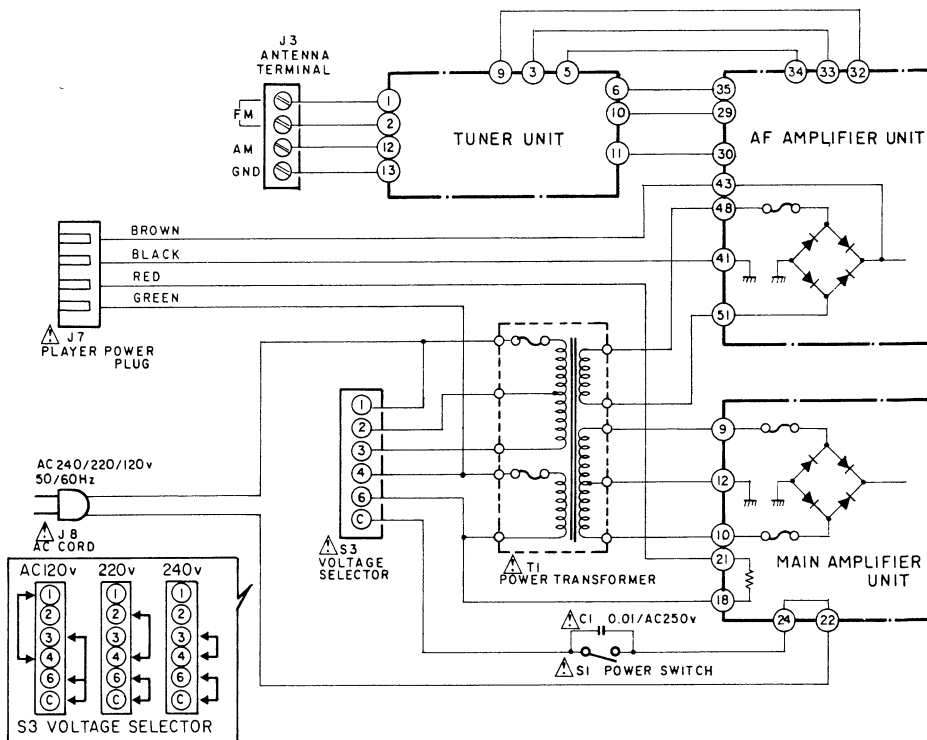 J3
ANTENNA
TERMINAL
FM
AM
GND
1
2
12
13
9
3
5
TUNER UNIT
6
10
11
34
33
32
35
29
30
43
48
41
51
AF AMPLIFIER UNIT
BROWN
BLACK
RED
GREEN
J7
PLAYER POWER
PLUG
1
2
3
4
6
C
S3
VOLTAGE
SELECTOR
T1
POWER TRANSFORMER
AC 240/220/120v
50/60Hz
J8
AC CORD
9
12
10
21
18
24
22
MAIN AMPLIFIER
UNIT
C1 0.01/AC250v
S1 POWER SWITCH
AC120v 220v 240v
1 1 1
2 2 2
3 3 3
4 4 4
6 6 6
C C C
S3 VOLTAGE SELECTOR